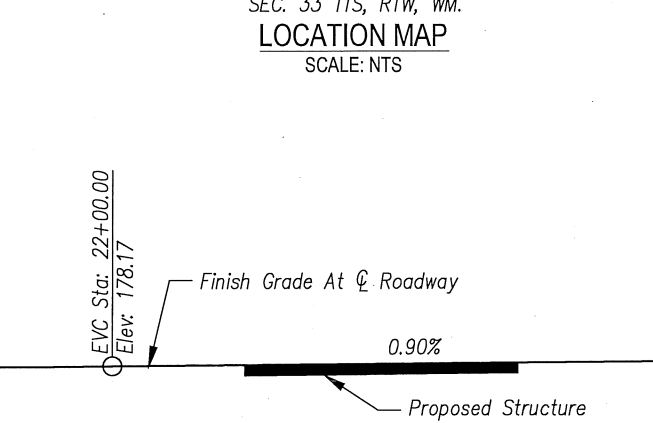 SEC. 33 T1S, R1W, WM.
LOCATION MAP
SCALE: NTS
EVC Sta: 22+00.00
Elev: 178.17
Finish Grade At ℄ Roadway
0.90%
Proposed Structure